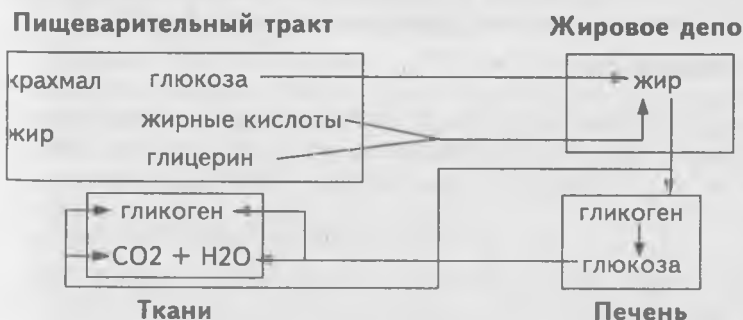 Пищеварительный тракт
Жировое депо
крахмал глюкоза
жир
жирные кислоты
жир
глицерин
гликоген
CO2 + H2O
гликоген
глюкоза
Ткани
Печень